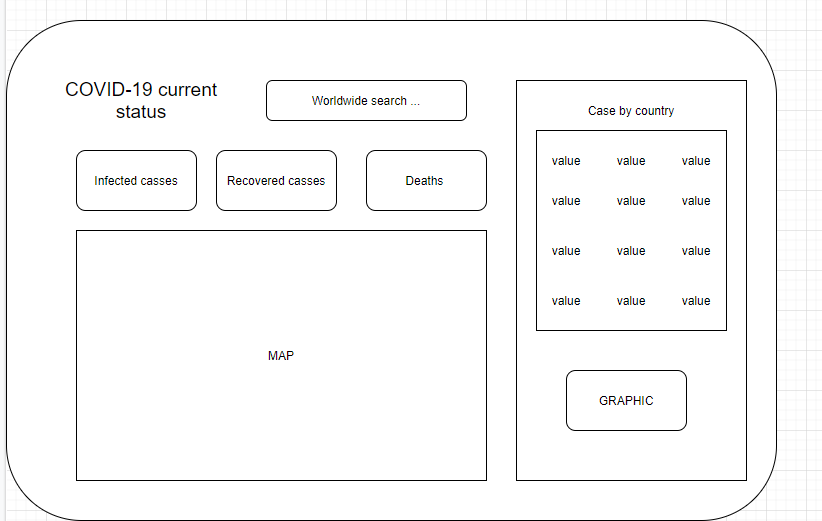 COVID-19 current
status
Worldwide search ...
Infected casses
Recovered casses
Deaths
MAP
Case by country
value value value
value value value
value value value
value value value
GRAPHIC